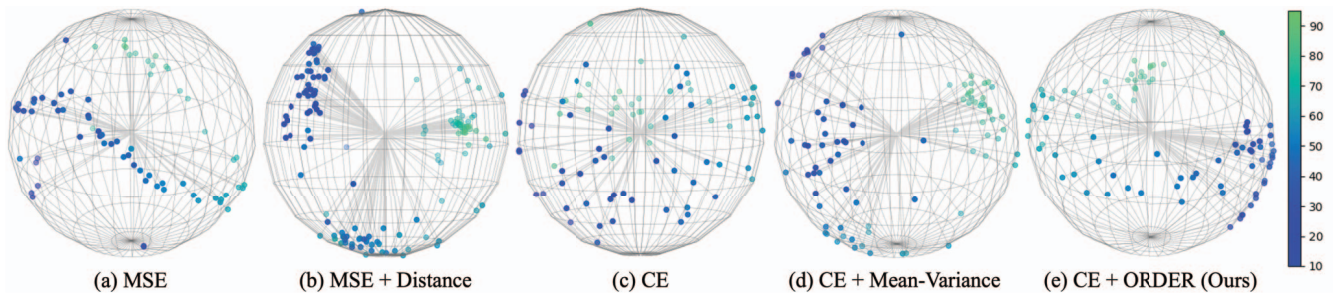 90
80
70
60
50
40
30
20
10
(a) MSE
(b) MSE + Distance
(c) CE
(d) CE + Mean-Variance
(e) CE + ORDER (Ours)